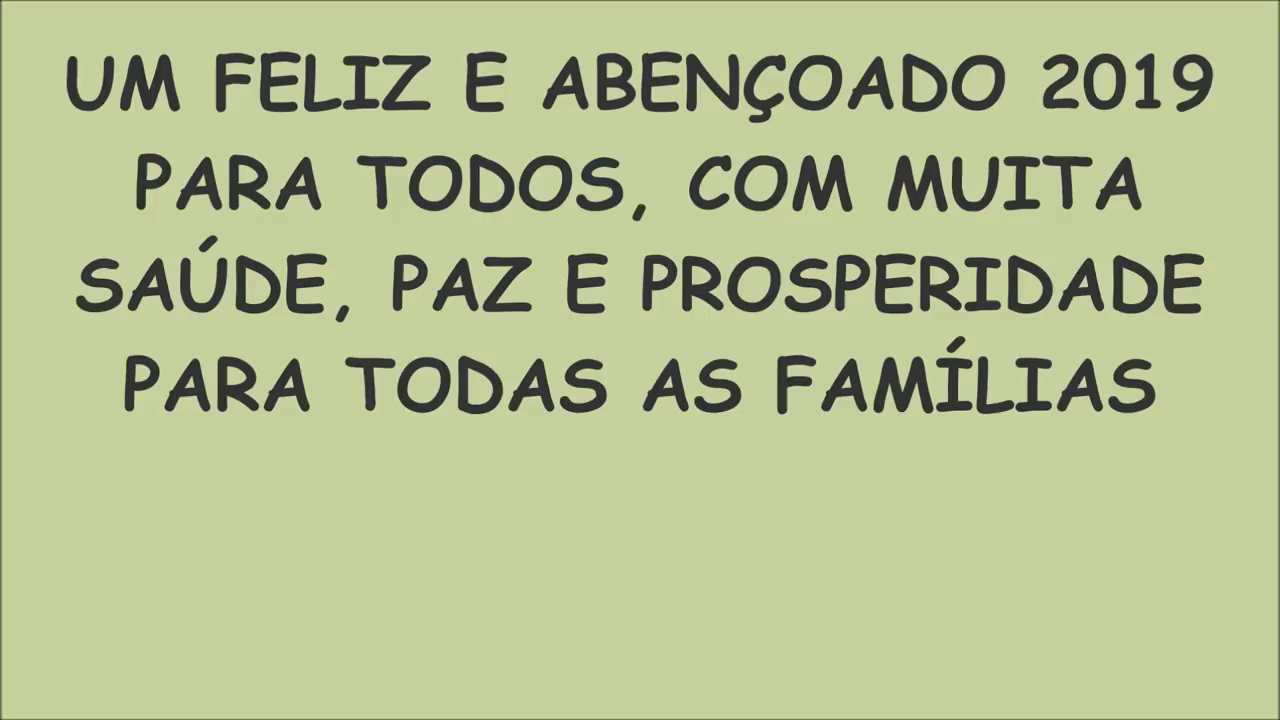 UM FELIZ E ABENÇOADO 2019
PARA TODOS, COM MUITA
SAÚDE, PAZ E PROSPERIDADE
PARA TODAS AS FAMÍLIAS